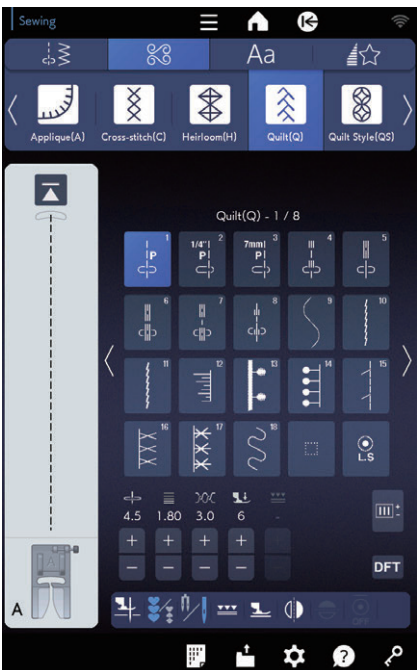 Sewing
Aa
Applique(A) Cross-stitch(C) Heirloom(H) Quilt(Q) Quilt Style(QS)
Quilt(Q) - 1 / 8
1 2 3 4 5
P 1/4" P 7mm P
6 7 8 9 10
11 12 13 14 15
16 17 18
L.S
4.5 1.80 3.0 6 -
+ + + +
− − − − DFT
A
OFF
?